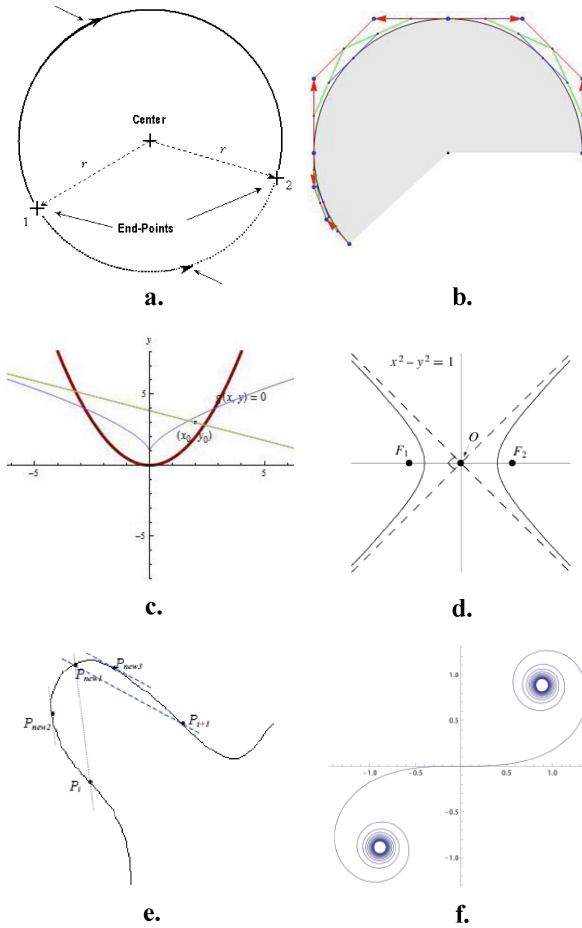 Center
r
r
1
2
End-Points
a.
b.
y
5
g(x, y) = 0
(x₀, y₀)
-5
5
-5
c.
x² − y² = 1
O
F₁
F₂
d.
Pnew3
Pnew1
Pnew2
Pi+1
Pi
e.
1.0
0.5
-1.0
-0.5
0.5
1.0
-0.5
-1.0
f.